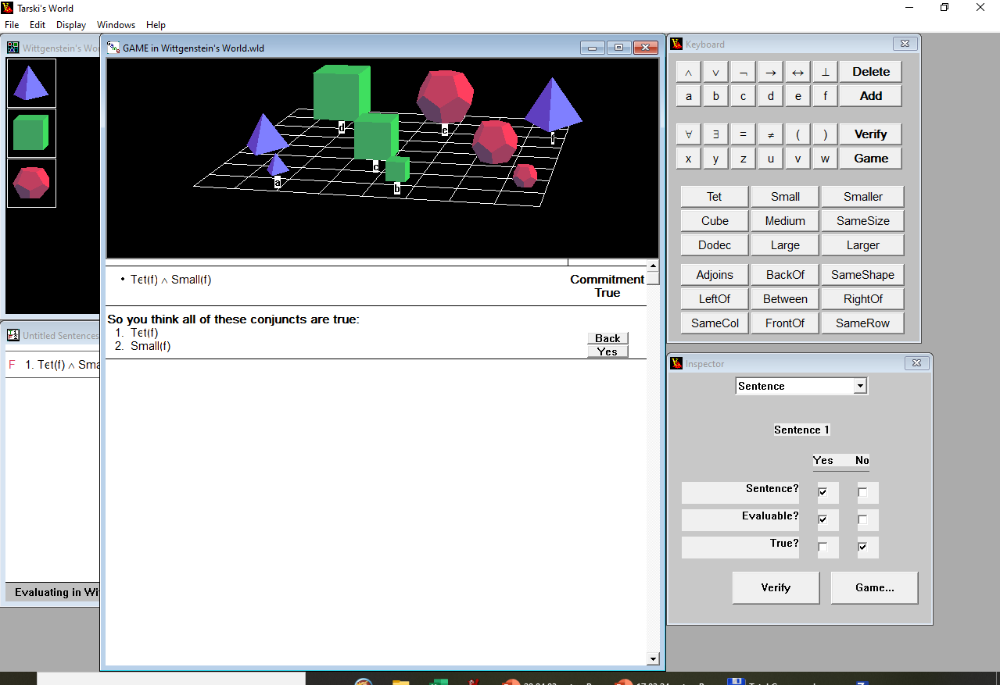 Tarski's World
File Edit Display Windows Help
Wittgenstein's Wor
GAME in Wittgenstein's World.wld
d
e
f
c
a
b
• Tet(f) ∧ Small(f)
Commitment
True
So you think all of these conjuncts are true:
1. Tet(f)
2. Small(f)
Back
Yes
Untitled Sentences
F 1. Tet(f) ∧ Sma
Evaluating in Wi
Keyboard
∧ ∨ ¬ → ↔ ⊥ Delete
a b c d e f Add
∀ ∃ = ≠ ( ) Verify
x y z u v w Game
Tet Small Smaller
Cube Medium SameSize
Dodec Large Larger
Adjoins BackOf SameShape
LeftOf Between RightOf
SameCol FrontOf SameRow
Inspector
Sentence
Sentence 1
Yes No
Sentence?
Evaluable?
True?
Verify Game...